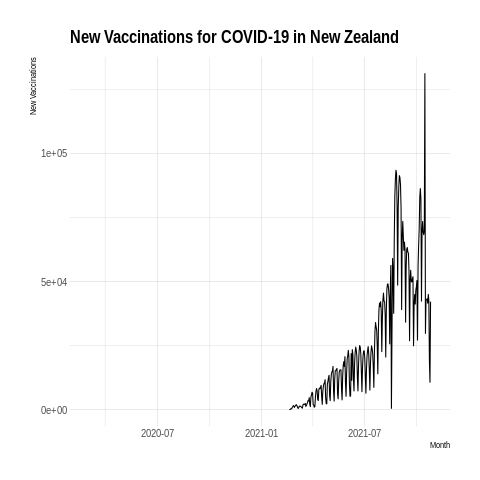 New Vaccinations for COVID-19 in New Zealand
New Vaccinations
1e+05
5e+04
0e+00
2020-07
2021-01
2021-07
Month